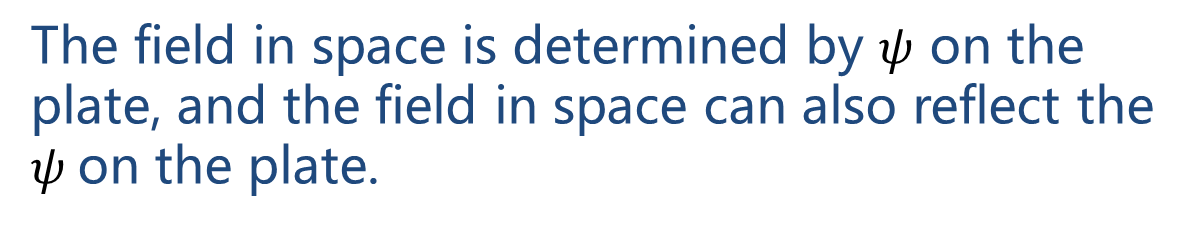 The field in space is determined by ψ on the
plate, and the field in space can also reflect the
ψ on the plate.